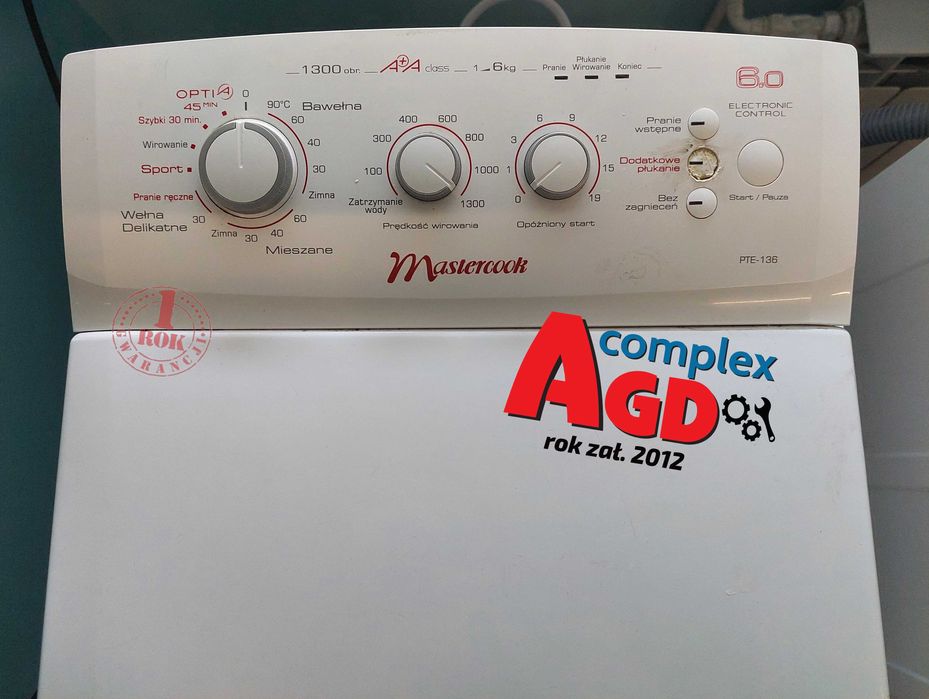 1300 obr.
A+A class
1 6kg
Pranie
Płukanie
Wirowanie
Koniec
6.0
ELECTRONIC
CONTROL
Start / Pauza
OPTI A
45 MIN
Szybki 30 min.
Wirowanie
Sport
Pranie ręczne
30
Wełna
Delikatne
0
90°C
Bawełna
60
40
30
Zimna
60
40
30
Zimna
Mieszane
400
600
300
800
100
1000
Zatrzymanie
wody
1300
Prędkość wirowania
6
9
3
12
1
15
0
19
Opóźniony start
Pranie
wstępne
Dodatkowe
płukanie
Bez
zagnieceń
Mastercook
PTE-136
1
ROK
GWARANCJI
complex
AGD
rok zał. 2012